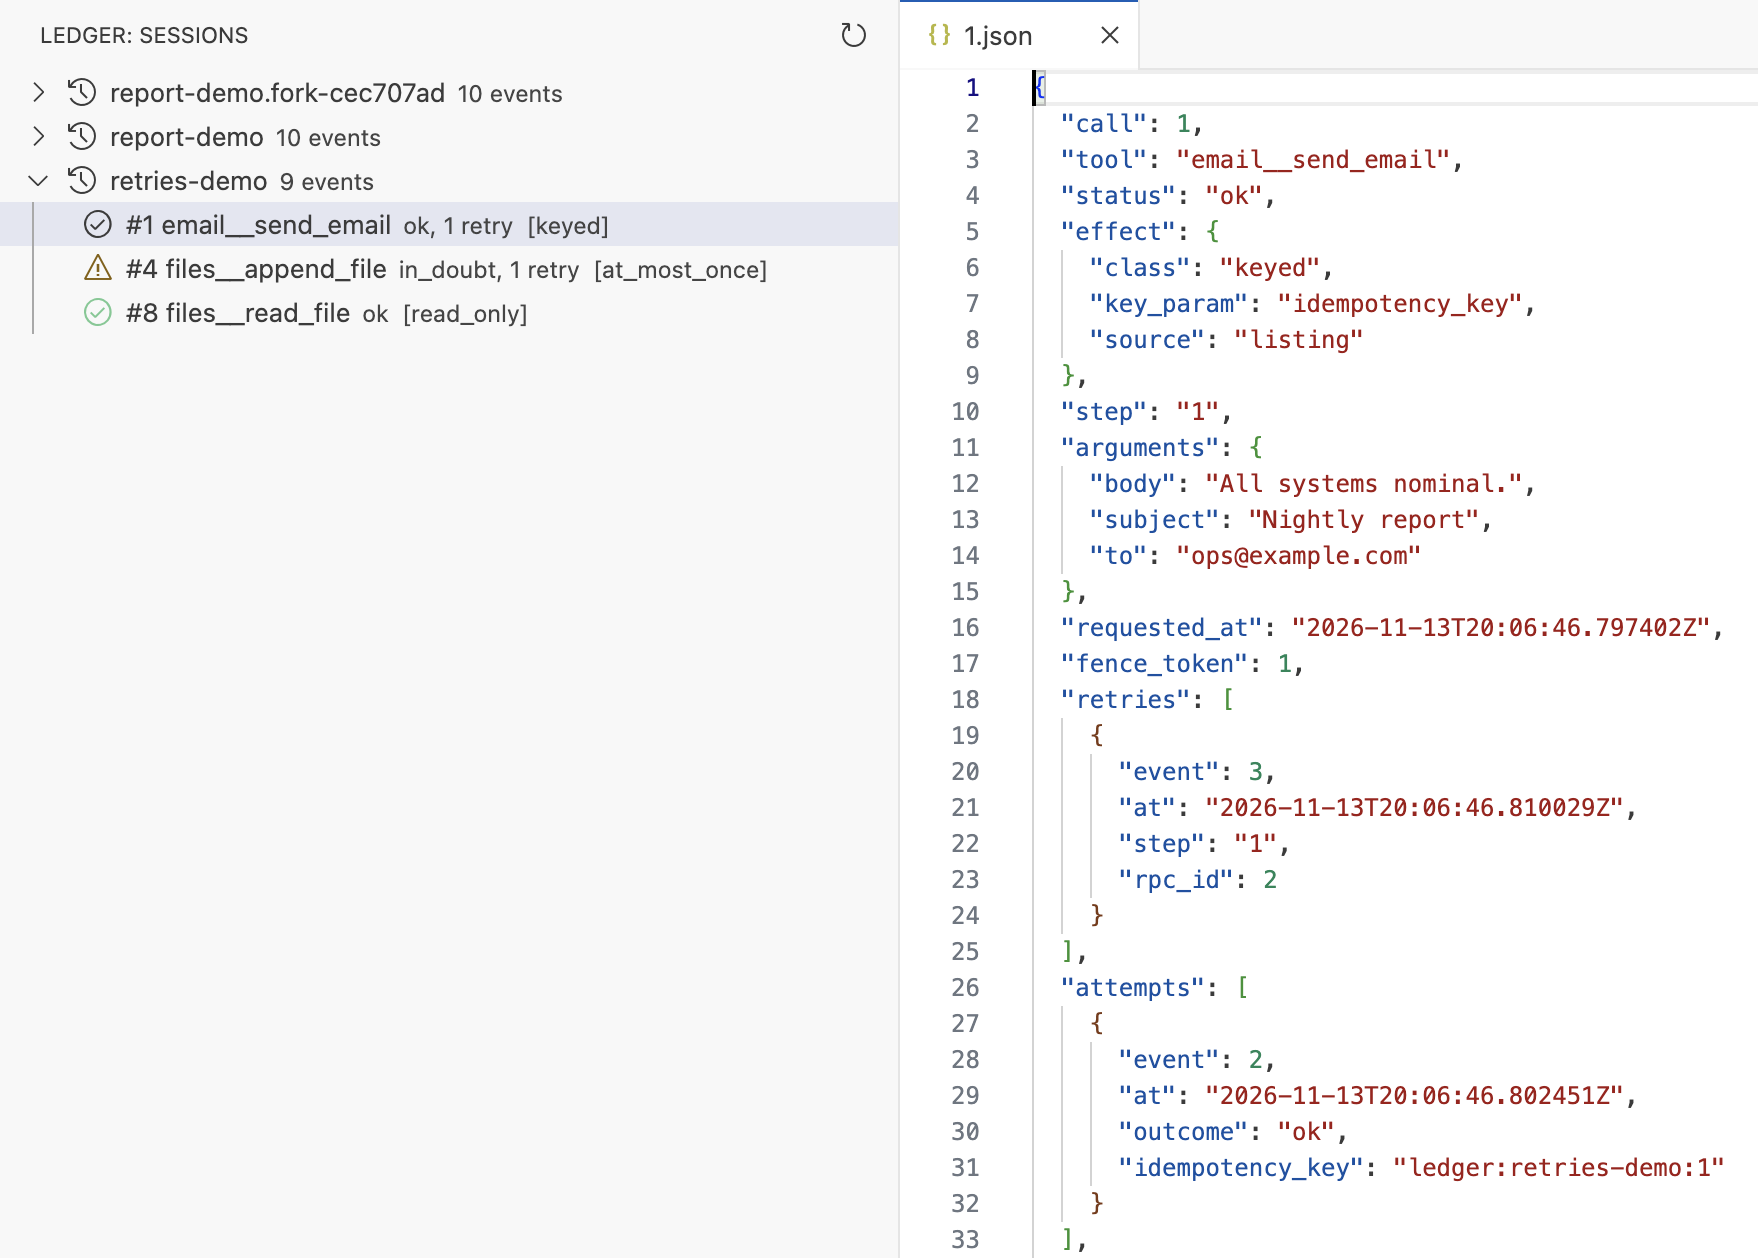 LEDGER: SESSIONS
report-demo.fork-cec707ad 10 events
report-demo 10 events
retries-demo 9 events
#1 email__send_email ok, 1 retry [keyed]
#4 files__append_file in_doubt, 1 retry [at_most_once]
#8 files__read_file ok [read_only]
{} 1.json
1 {
2 "call": 1,
3 "tool": "email__send_email",
4 "status": "ok",
5 "effect": {
6 "class": "keyed",
7 "key_param": "idempotency_key",
8 "source": "listing"
9 },
10 "step": "1",
11 "arguments": {
12 "body": "All systems nominal.",
13 "subject": "Nightly report",
14 "to": "ops@example.com"
15 },
16 "requested_at": "2026-11-13T20:06:46.797402Z",
17 "fence_token": 1,
18 "retries": [
19 {
20 "event": 3,
21 "at": "2026-11-13T20:06:46.810029Z",
22 "step": "1",
23 "rpc_id": 2
24 }
25 ],
26 "attempts": [
27 {
28 "event": 2,
29 "at": "2026-11-13T20:06:46.802451Z",
30 "outcome": "ok",
31 "idempotency_key": "ledger:retries-demo:1"
32 }
33 ],